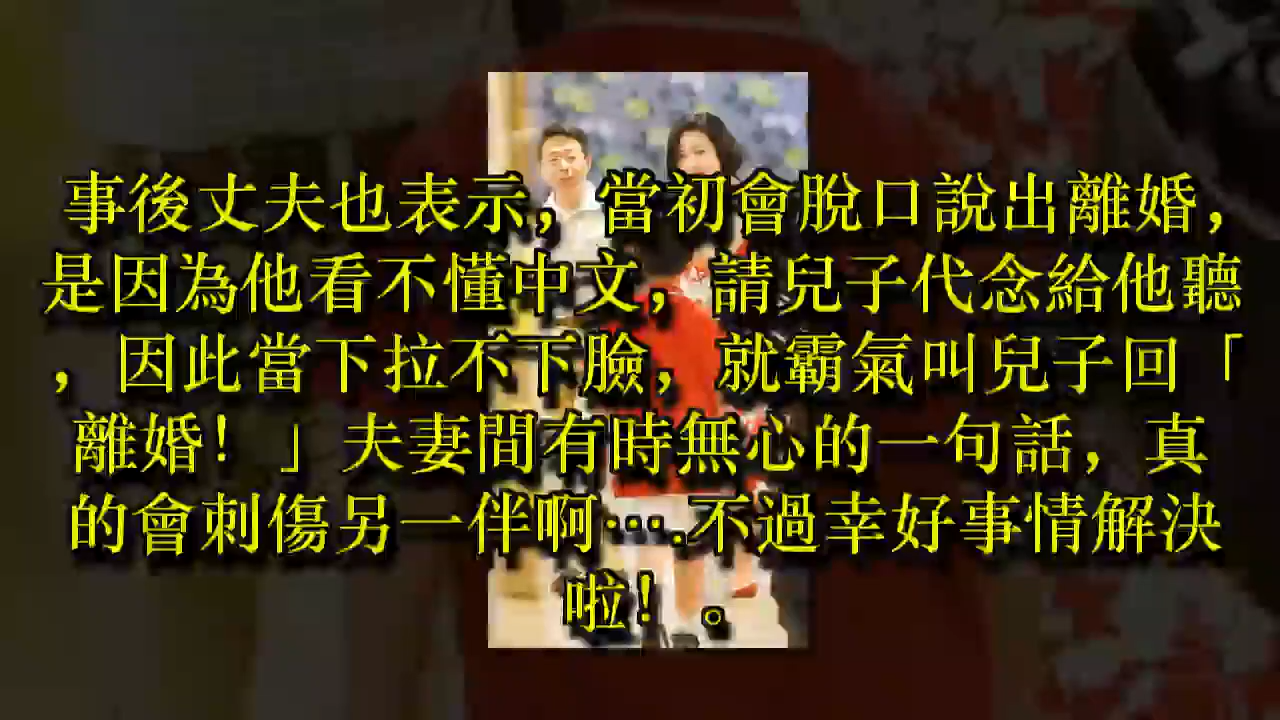 事後丈夫也表示，當初會脫口說出離婚，
是因為他看不懂中文，請兒子代念給他聽
，因此當下拉不下臉，就霸氣叫兒子回「
離婚！」夫妻間有時無心的一句話，真
的會刺傷另一伴啊….不過幸好事情解決
啦！。